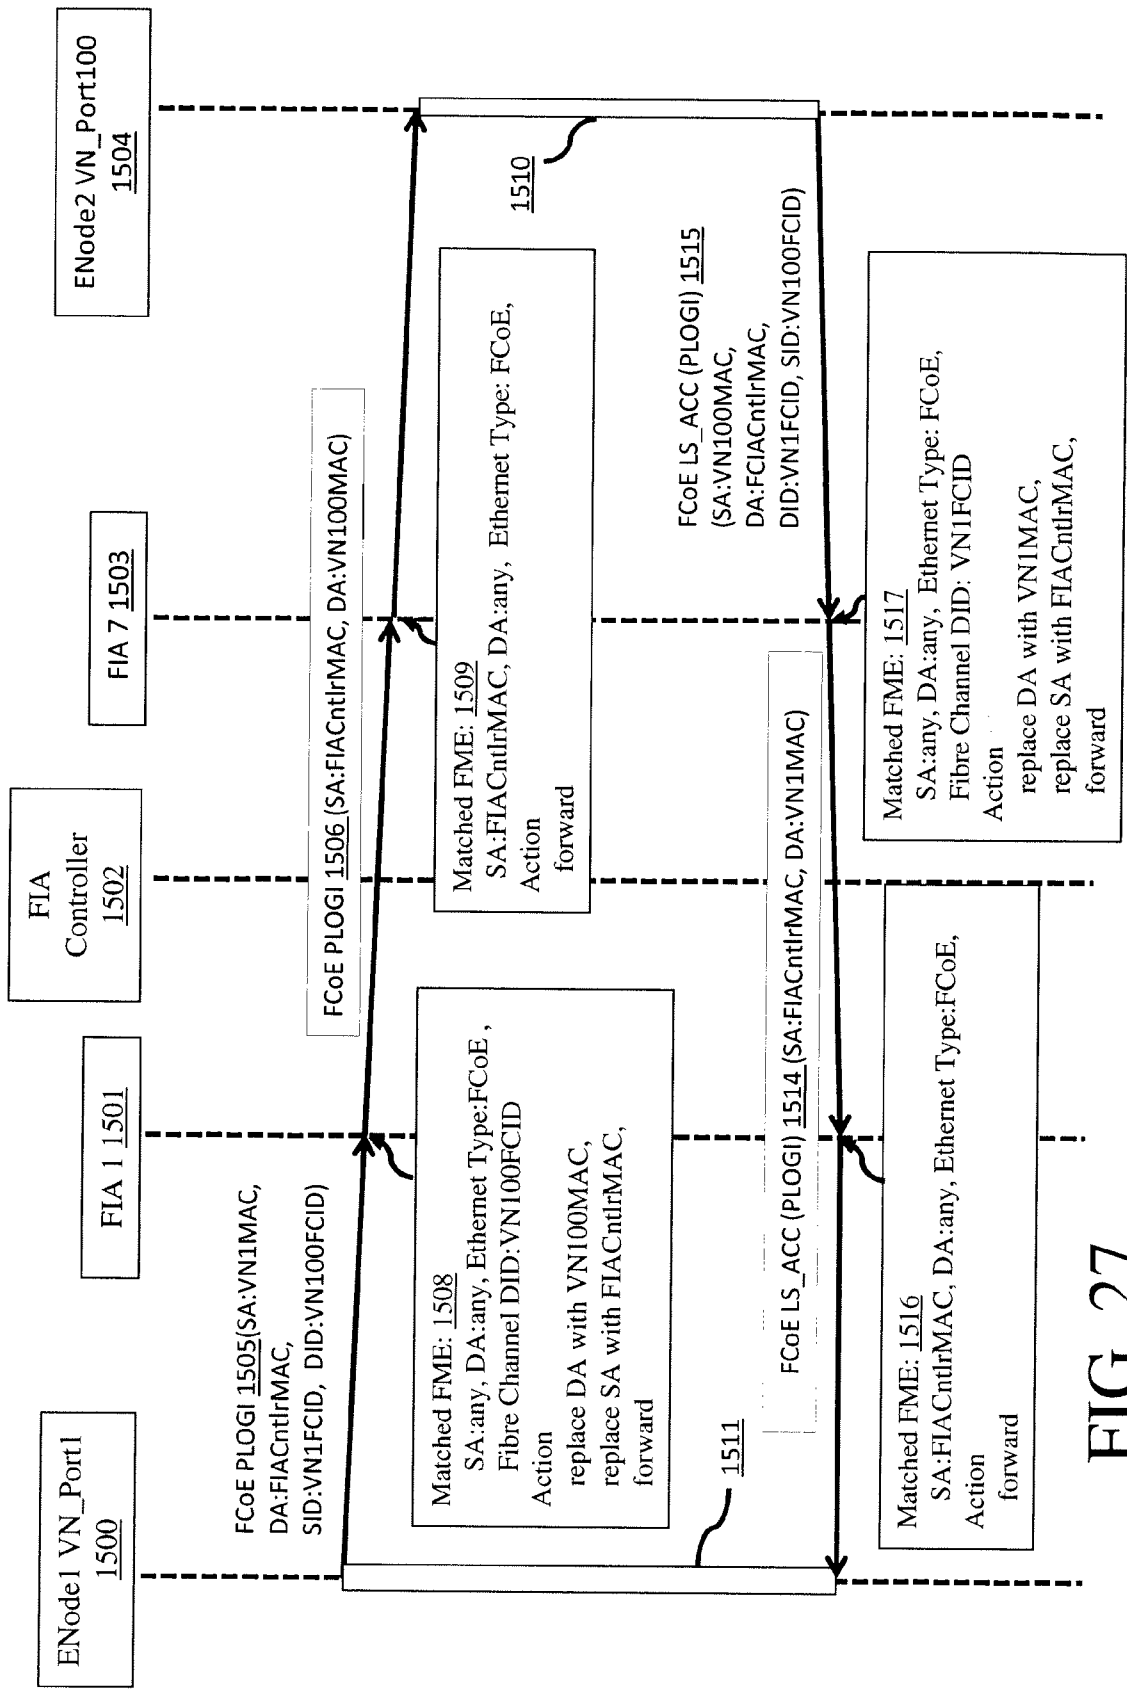 ENode1 VN_Port1
1500
FIA 1 1501
FIA
Controller
1502
FIA 7 1503
ENode2 VN_Port100
1504
FCoE PLOGI 1505(SA:VN1MAC,
DA:FIACntlrMAC,
SID:VN1FCID, DID:VN100FCID)
FCoE PLOGI 1506 (SA:FIACntlrMAC, DA:VN100MAC)
Matched FME: 1508
SA:any, DA:any, Ethernet Type:FCoE ,
Fibre Channel DID:VN100FCID
Action
replace DA with VN100MAC,
replace SA with FIACntlrMAC,
forward
Matched FME: 1509
SA:FIACntlrMAC, DA:any, Ethernet Type: FCoE,
Action
forward
1510
FCoE LS_ACC (PLOGI) 1515
(SA:VN100MAC,
DA:FCIACntlrMAC,
DID:VN1FCID, SID:VN100FCID)
1511
FCoE LS_ACC (PLOGI) 1514 (SA:FIACntlrMAC, DA:VN1MAC)
Matched FME: 1516
SA:FIACntlrMAC, DA:any, Ethernet Type:FCoE,
Action
forward
Matched FME: 1517
SA:any, DA:any, Ethernet Type: FCoE,
Fibre Channel DID: VN1FCID
Action
replace DA with VN1MAC,
replace SA with FIACntlrMAC,
forward
FIG. 27